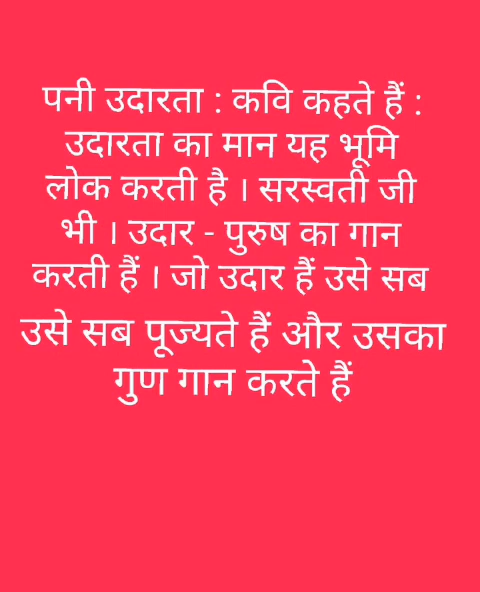 पनी उदारता : कवि कहते हैं :
उदारता का मान यह भूमि
लोक करती है । सरस्वती जी
भी । उदार - पुरुष का गान
करती हैं । जो उदार हैं उसे सब
उसे सब पूज्यते हैं और उसका
गुण गान करते हैं